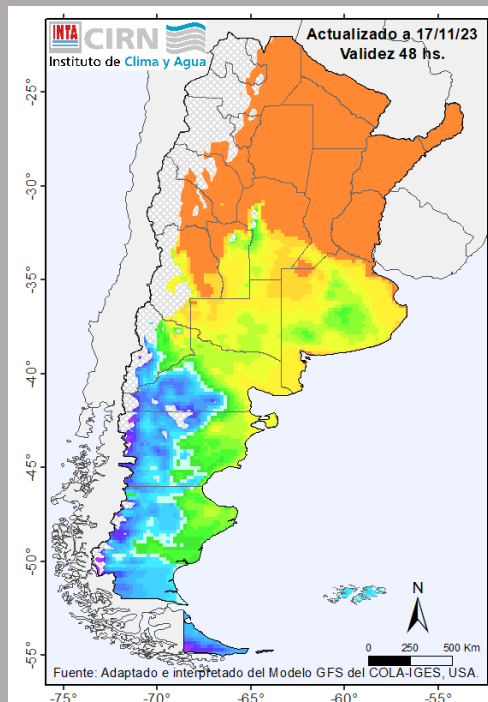 INTA CIRN
Instituto de Clima y Agua
Actualizado a 17/11/23
Validez 48 hs.
-25°
-30°
-35°
-40°
-45°
-50°
-55°
N
0 250 500 Km
Fuente: Adaptado e interpretado del Modelo GFS del COLA-IGES, USA.
-75° -70° -65° -60° -55°